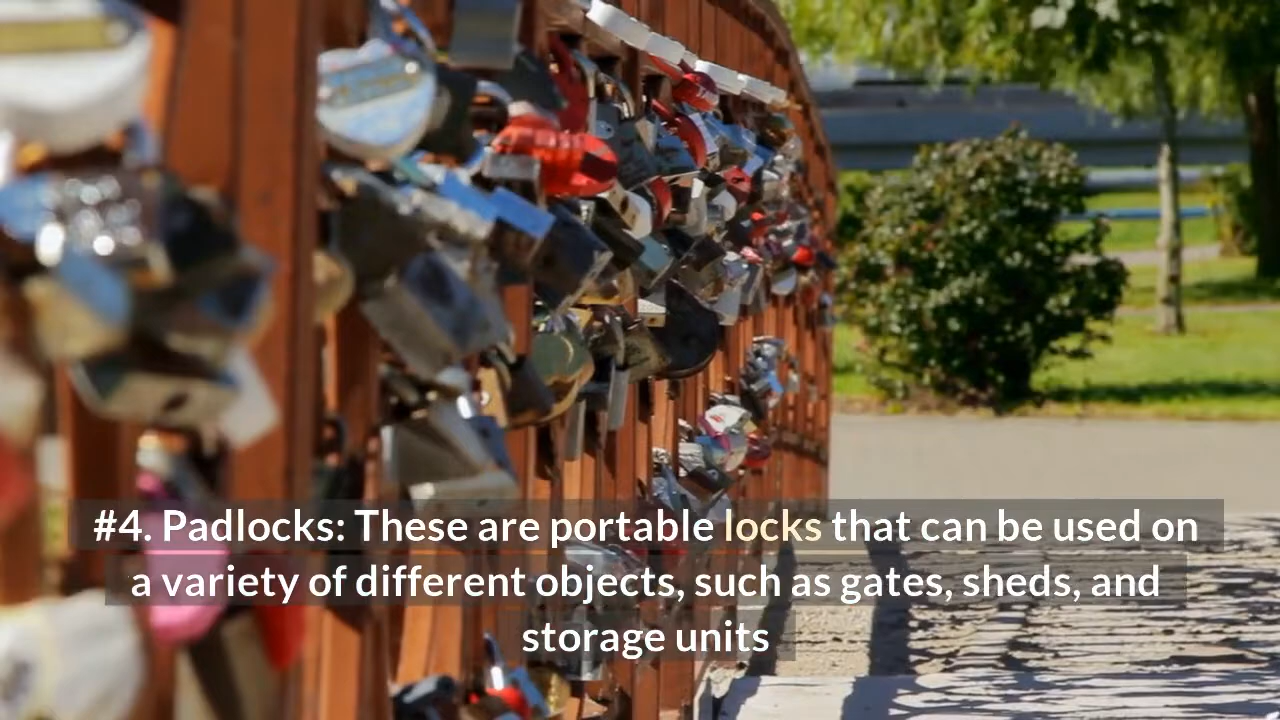 #4. Padlocks: These are portable locks that can be used on
a variety of different objects, such as gates, sheds, and
storage units